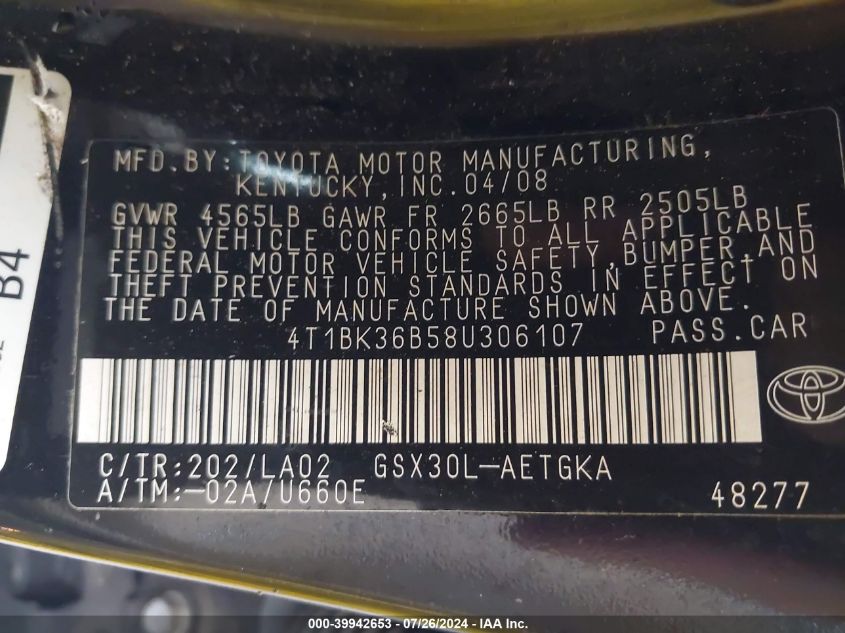 MFD.BY:TOYOTA MOTOR MANUFACTURING,
KENTUCKY,INC.04/08
GVWR 4565LB GAWR FR 2665LB RR 2505LB
THIS VEHICLE CONFORMS TO ALL APPLICABLE
FEDERAL MOTOR VEHICLE SAFETY,BUMPER,AND
THEFT PREVENTION STANDARDS IN EFFECT ON
THE DATE OF MANUFACTURE SHOWN ABOVE.
4T1BK36B58U306107 PASS.CAR
C/TR:202/LA02 GSX30L-AETGKA
A/TM:-02A/U660E 48277
B4
000-39942653 - 07/26/2024 - IAA Inc.